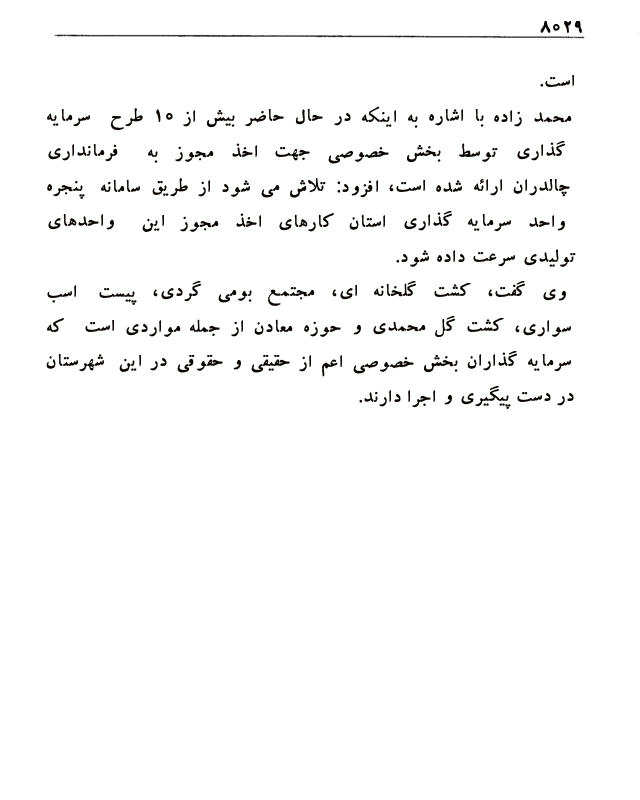 ۸۰۲۹
است.
محمد زاده با اشاره به اینکه در حال حاضر بیش از ۱۵ طرح سرمایه
گذاری توسط بخش خصوصی جهت اخذ مجوز به فرمانداری
چالدران ارائه شده است، افزود: تلاش می شود از طریق سامانه پنجره
واحد سرمایه گذاری استان کارهای اخذ مجوز این واحدهای
تولیدی سرعت داده شود.
وی گفت، کشت گلخانه ای، مجتمع بومی گردی، پیست اسب
سواری، کشت گل محمدی و حوزه معادن از جمله مواردی است که
سرمایه گذاران بخش خصوصی اعم از حقیقی و حقوقی در این شهرستان
در دست پیگیری و اجرا دارند.